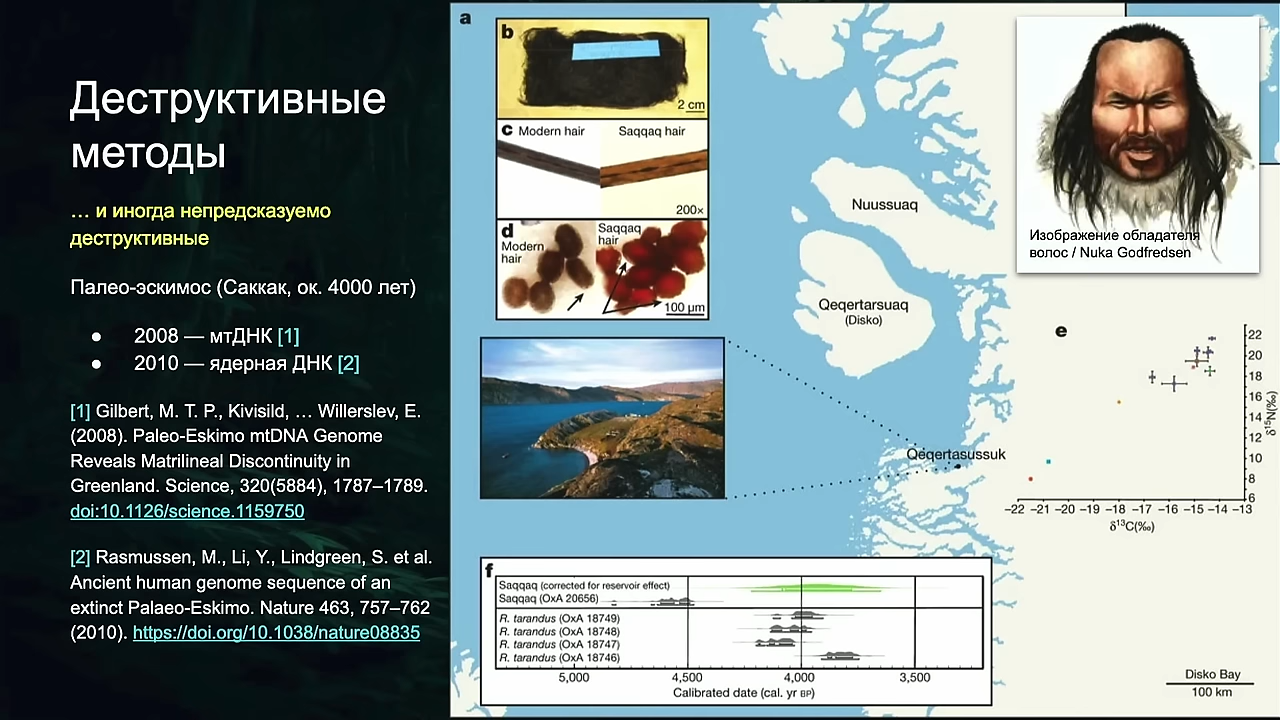 Деструктивные
методы
… и иногда непредсказуемо
деструктивные
Палео-эскимос (Саккак, ок. 4000 лет)
● 2008 — мтДНК [1]
● 2010 — ядерная ДНК [2]
[1] Gilbert, M. T. P., Kivisild, … Willerslev, E.
(2008). Paleo-Eskimo mtDNA Genome
Reveals Matrilineal Discontinuity in
Greenland. Science, 320(5884), 1787–1789.
doi:10.1126/science.1159750
[2] Rasmussen, M., Li, Y., Lindgreen, S. et al.
Ancient human genome sequence of an
extinct Palaeo-Eskimo. Nature 463, 757–762
(2010). https://doi.org/10.1038/nature08835
a
b
2 cm
c Modern hair Saqqaq hair
200×
d
Modern
hair
Saqqaq
hair
100 µm
Nuussuaq
Qeqertarsuaq
(Disko)
Qeqertasussuk
Изображение обладателя
волос / Nuka Godfredsen
e
22
20
18
16
14
12
10
8
6
δ15N(‰)
–22 –21 –20 –19 –18 –17 –16 –15 –14 –13
δ13C(‰)
f
Saqqaq (corrected for reservoir effect)
Saqqaq (OxA 20656)
R. tarandus (OxA 18749)
R. tarandus (OxA 18748)
R. tarandus (OxA 18747)
R. tarandus (OxA 18746)
5,000 4,500 4,000 3,500
Calibrated date (cal. yr BP)
Disko Bay
100 km